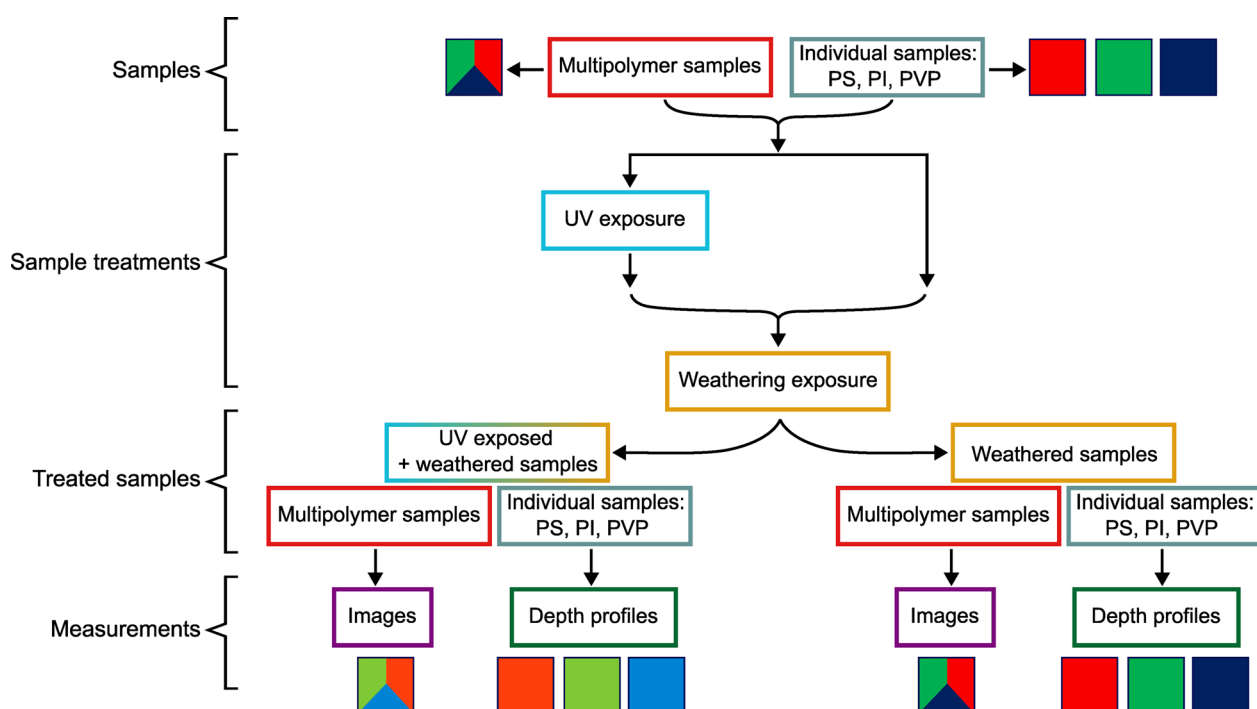 Samples
Multipolymer samples
Individual samples:
PS, PI, PVP
Sample treatments
UV exposure
Weathering exposure
Treated samples
UV exposed
+ weathered samples
Weathered samples
Multipolymer samples
Individual samples:
PS, PI, PVP
Multipolymer samples
Individual samples:
PS, PI, PVP
Measurements
Images
Depth profiles
Images
Depth profiles